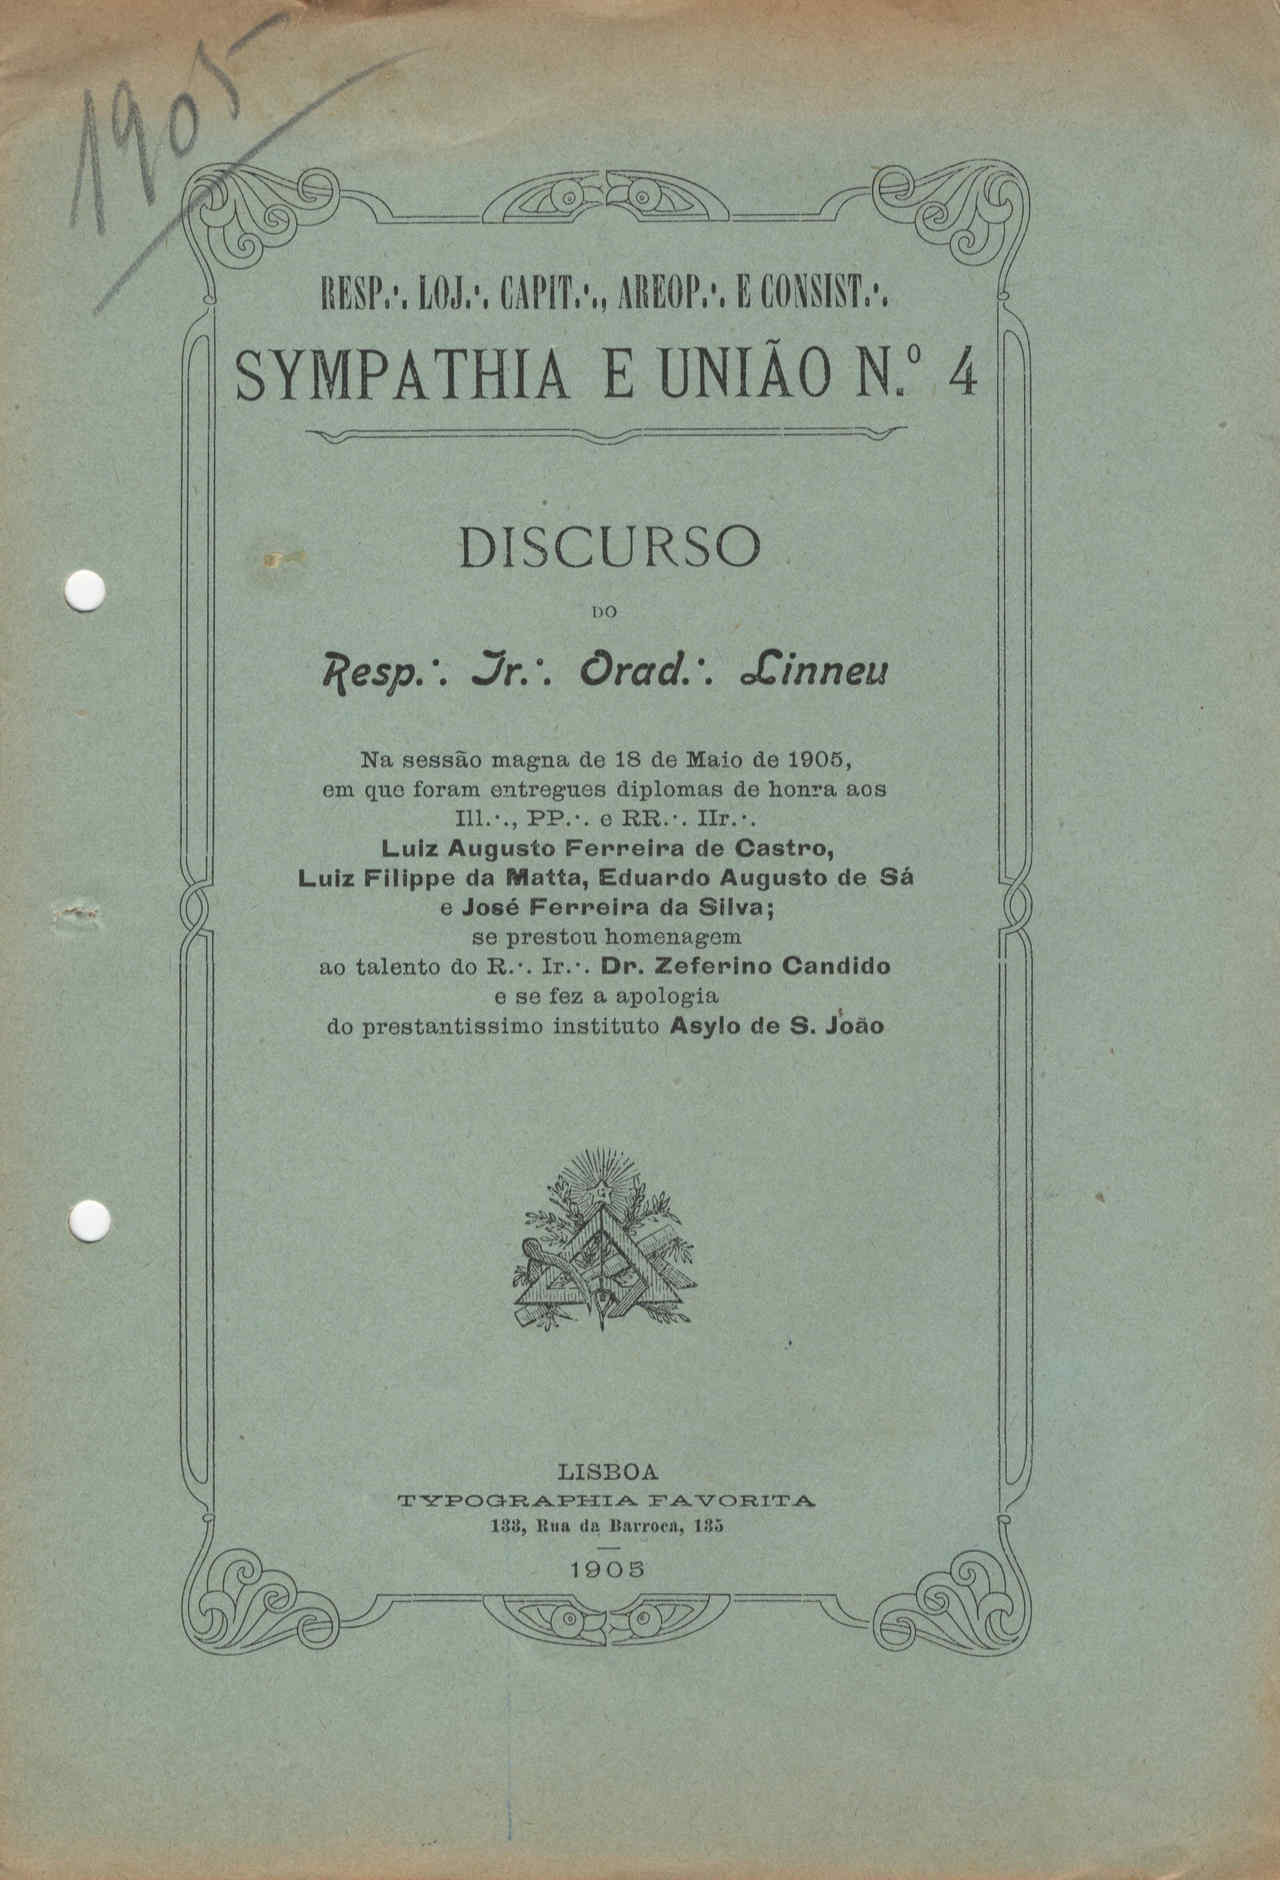 1905
RESP.∴ LOJ.∴ CAPIT.∴, AREOP.∴ E CONSIST.∴
SYMPATHIA E UNIÃO N.º 4
DISCURSO
DO
Resp.∴ Ir.∴ Orad.∴ Linneu
Na sessão magna de 18 de Maio de 1905,
em que foram entregues diplomas de honra aos
Ill.∴, PP.∴ e RR.∴ IIr.∴
Luiz Augusto Ferreira de Castro,
Luiz Filippe da Matta, Eduardo Augusto de Sá
e José Ferreira da Silva;
se prestou homenagem
ao talento do R.∴ Ir.∴ Dr. Zeferino Candido
e se fez a apologia
do prestantissimo instituto Asylo de S. João
LISBOA
TYPOGRAPHIA FAVORITA
133, Rua da Barroca, 135
1905